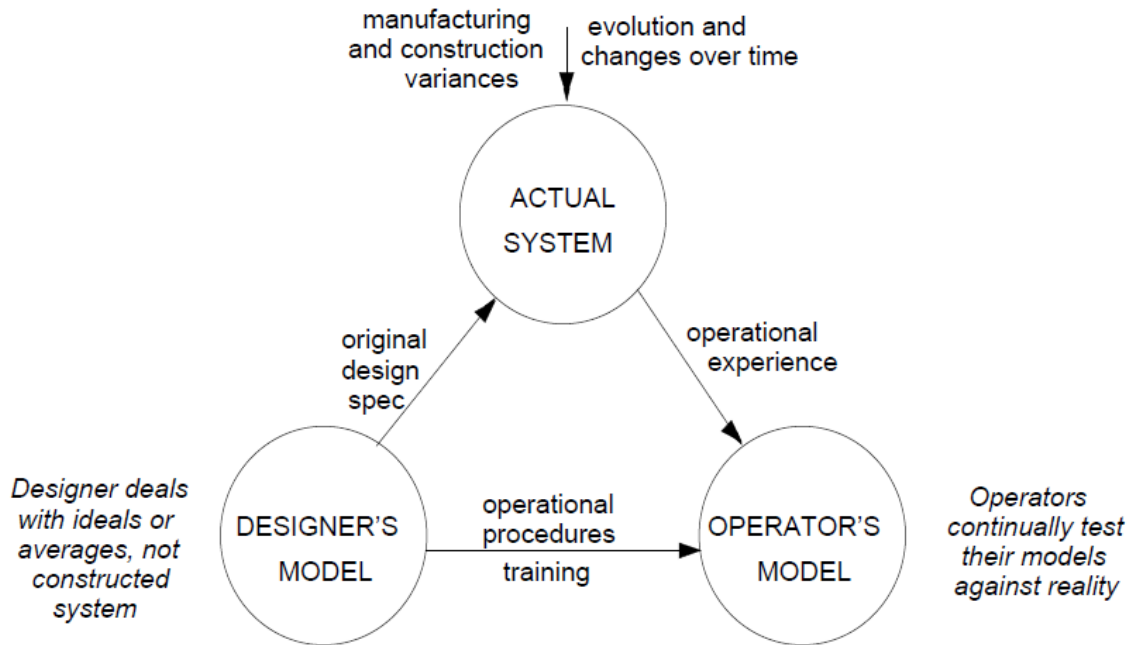 manufacturing
and construction
variances
evolution and
changes over time
ACTUAL
SYSTEM
original
design
spec
operational
experience
Designer deals
with ideals or
averages, not
constructed
system
DESIGNER'S
MODEL
operational
procedures
training
OPERATOR'S
MODEL
Operators
continually test
their models
against reality